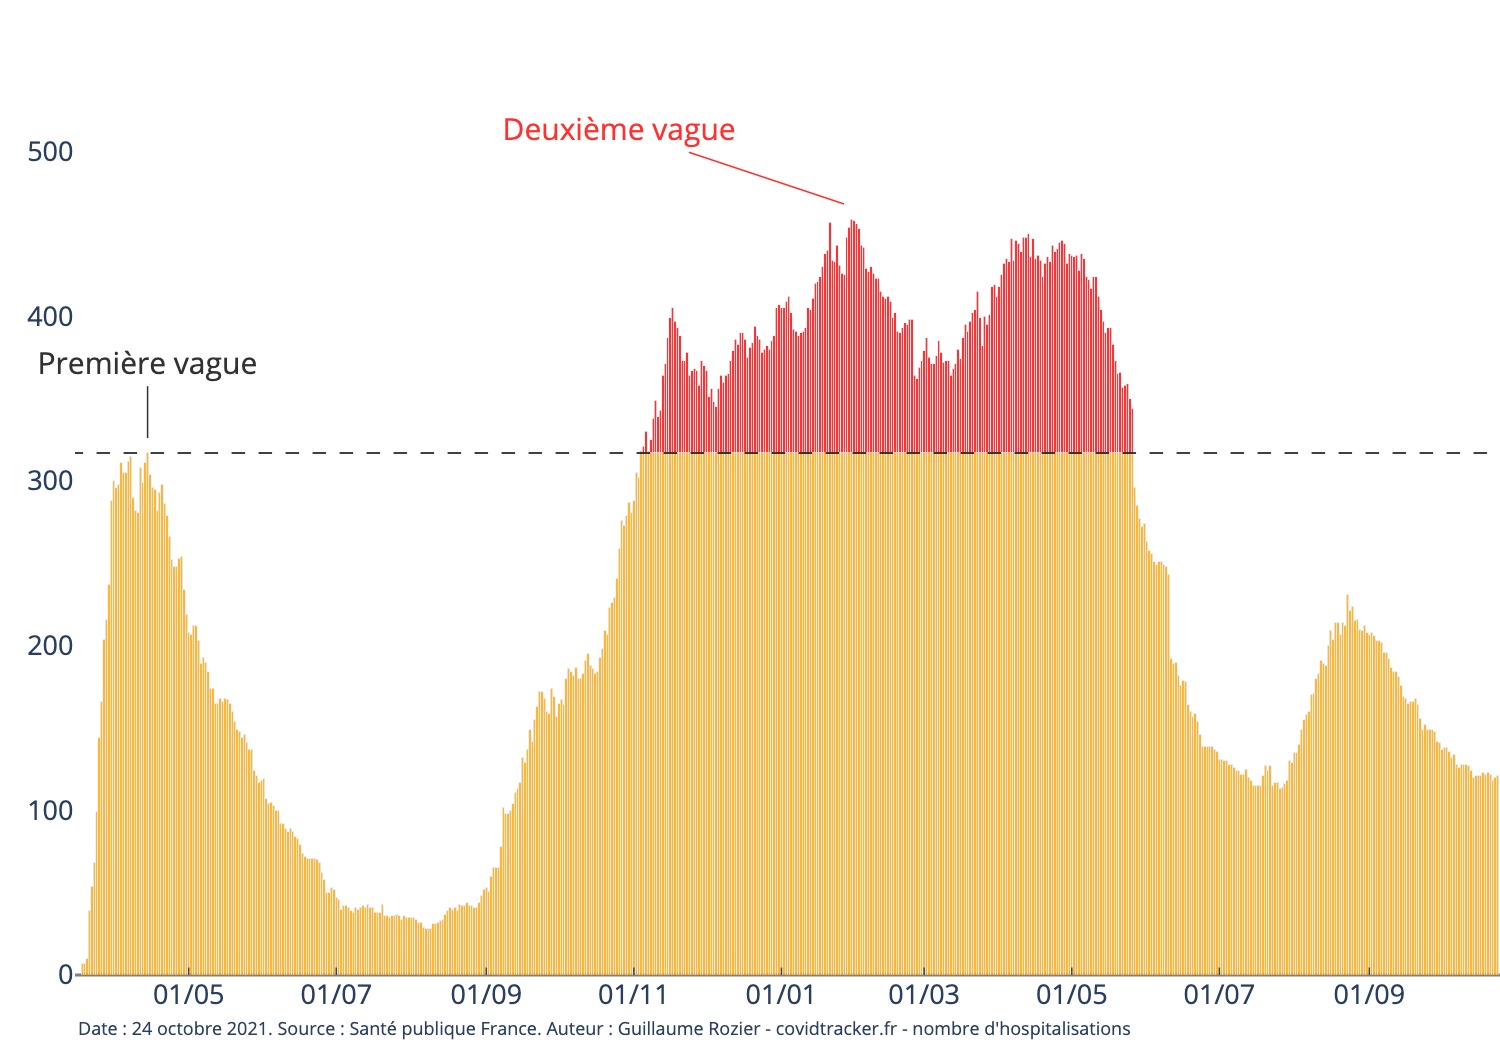 Deuxième vague
500
400
Première vague
300
200
100
0
01/05 01/07 01/09 01/11 01/01 01/03 01/05 01/07 01/09
Date : 24 octobre 2021. Source : Santé publique France. Auteur : Guillaume Rozier - covidtracker.fr - nombre d'hospitalisations